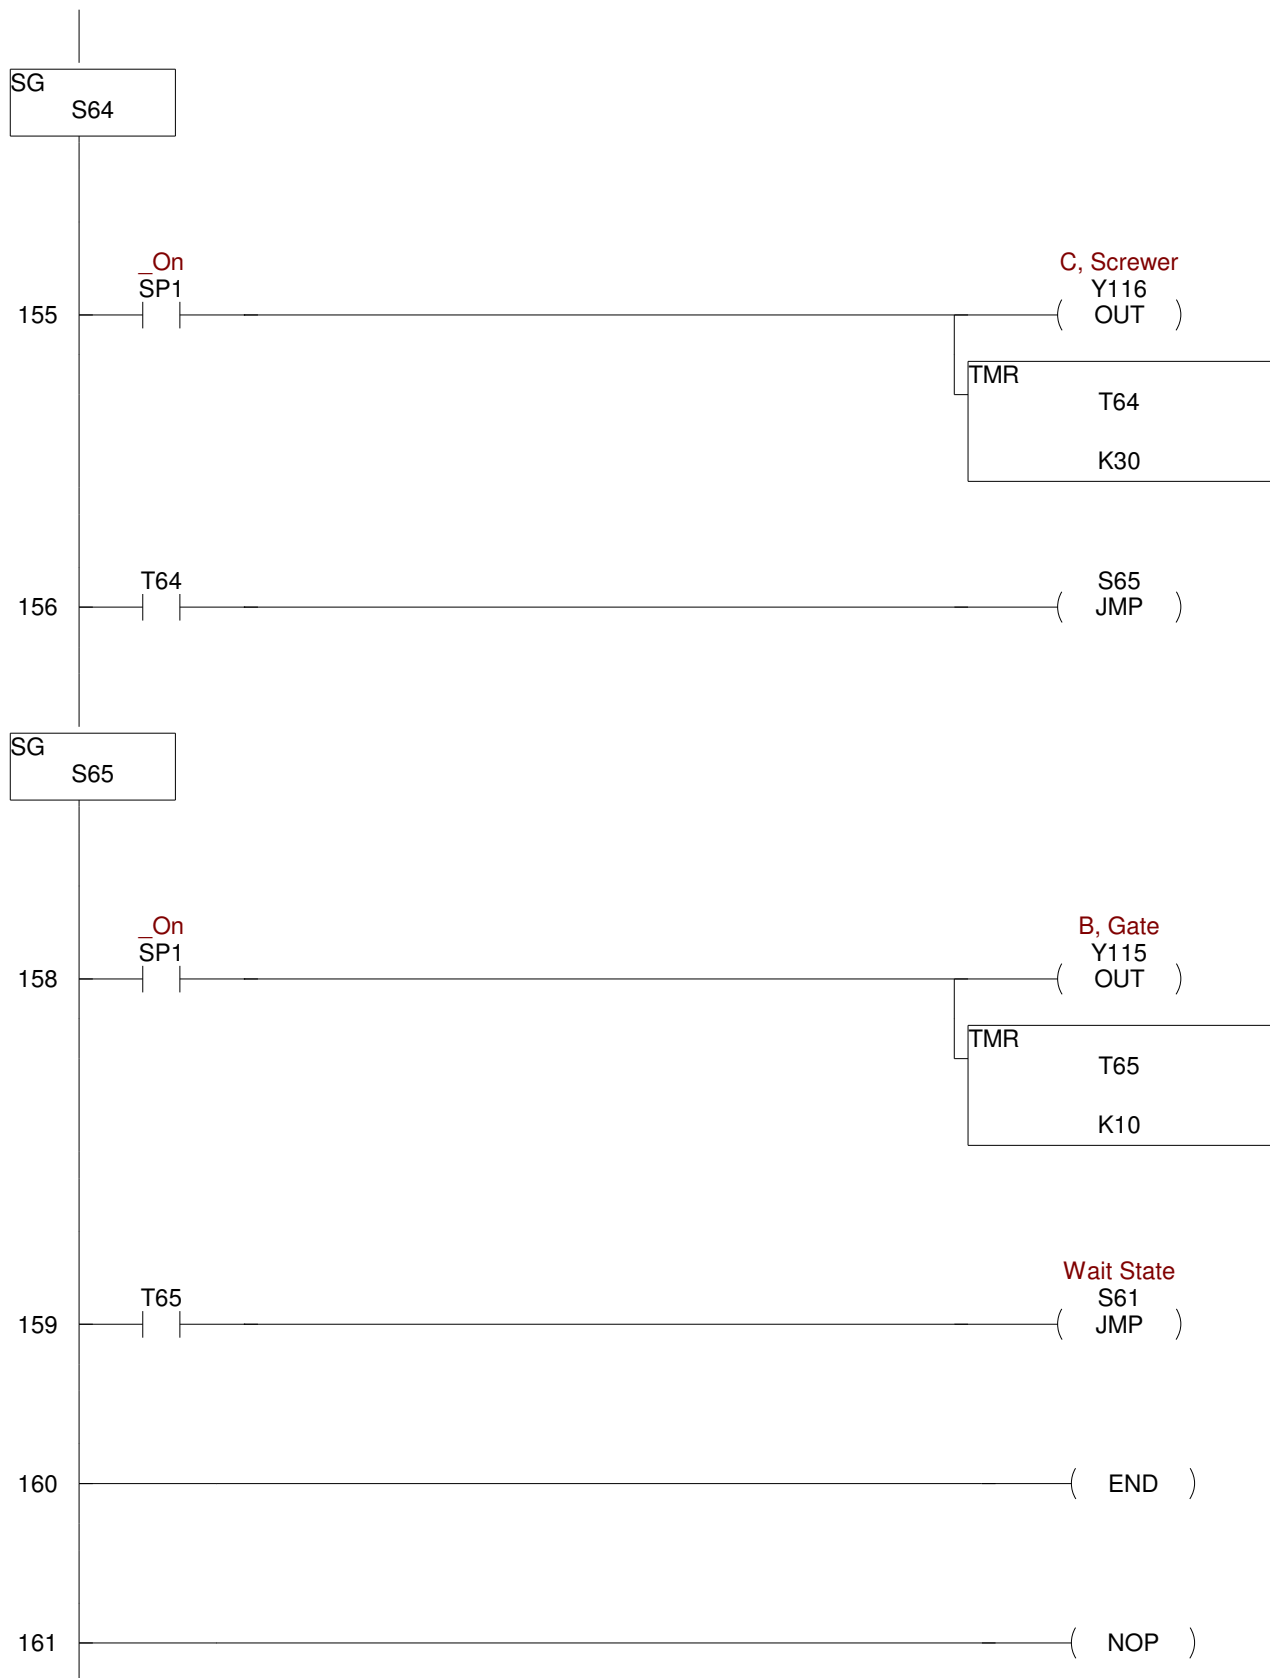 SG
S64
_On
SP1
C, Screwer
Y116
155
OUT
TMR
T64
K30
T64
S65
156
JMP
SG
S65
_On
SP1
B, Gate
Y115
158
OUT
TMR
T65
K10
Wait State
T65
S61
159
JMP
160
END
161
NOP